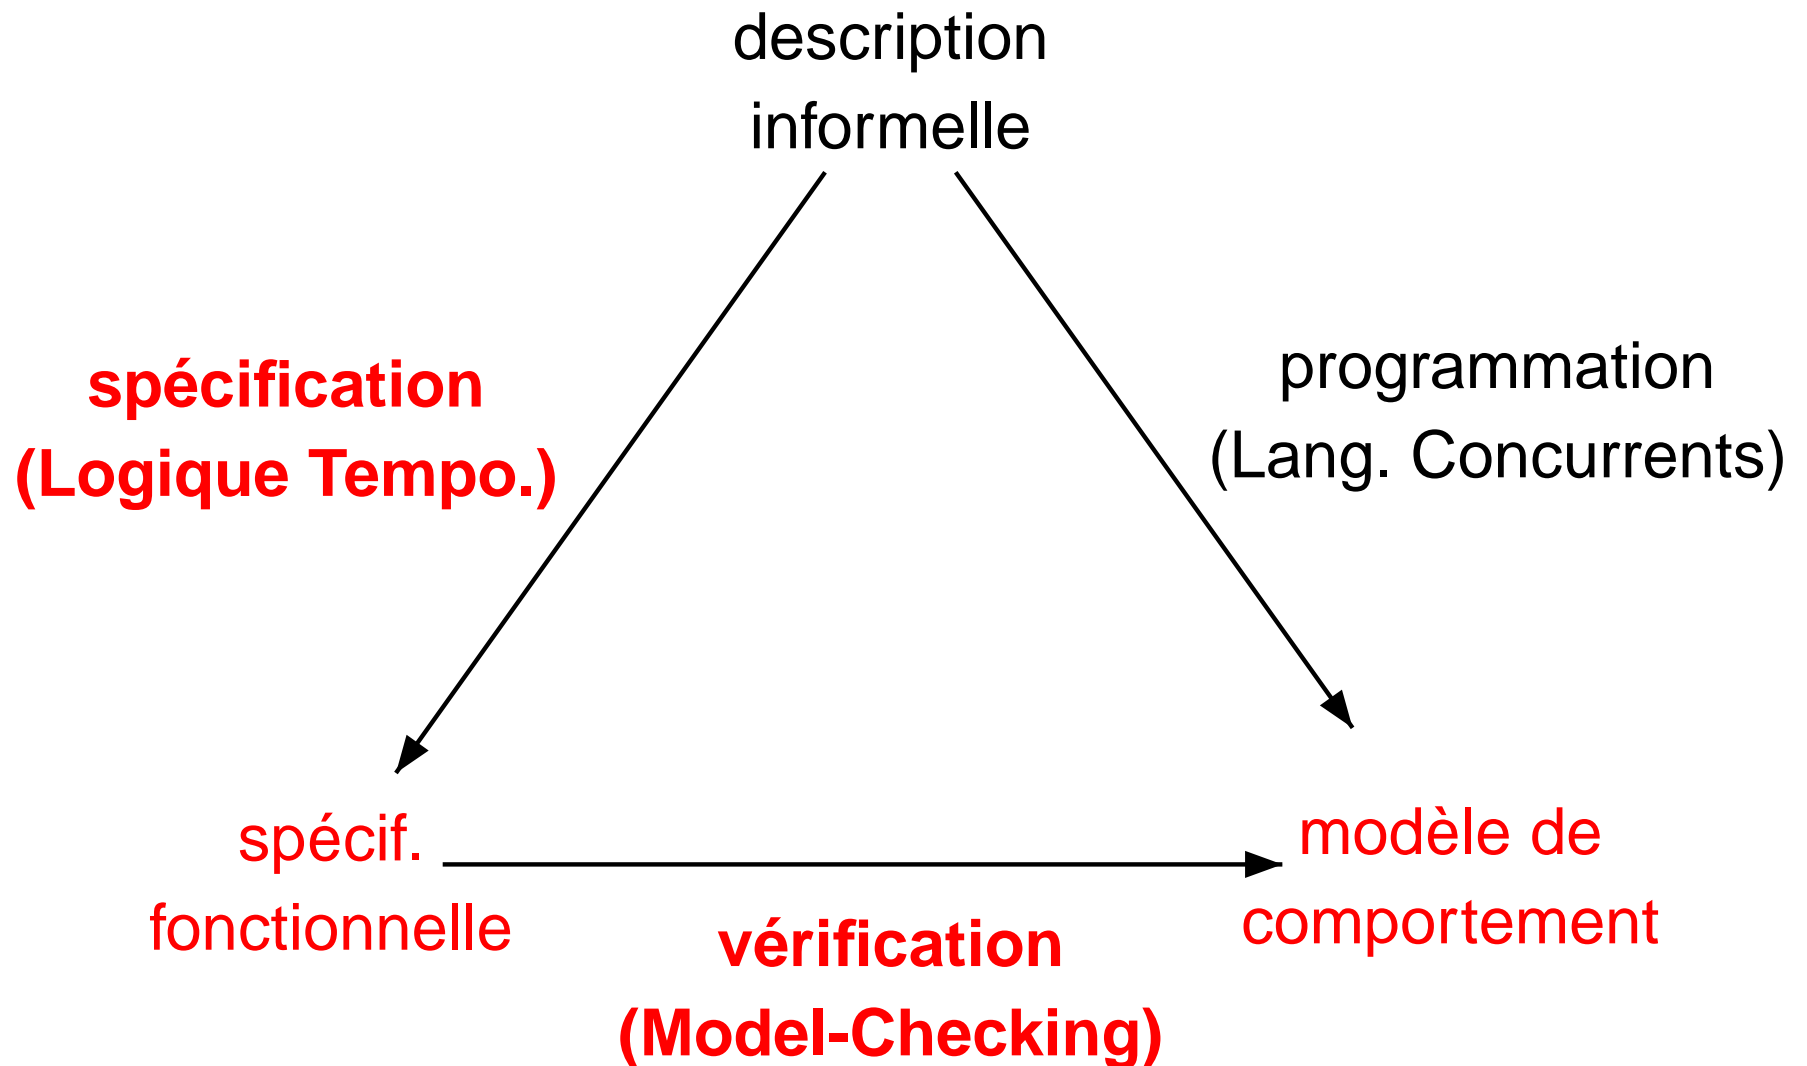 description
informelle
spécification
(Logique Tempo.)
programmation
(Lang. Concurrents)
spécif.
fonctionnelle
modèle de
comportement
vérification
(Model-Checking)